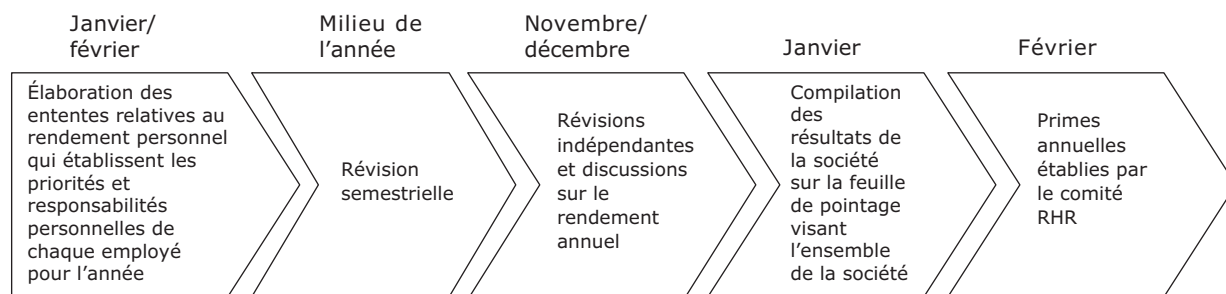 Janvier/
février
Élaboration des
ententes relatives au
rendement personnel
qui établissent les
priorités et
responsabilités
personnelles de
chaque employé
pour l'année
Milieu de
l'année
Révision
semestrielle
Novembre/
décembre
Révisions
indépendantes
et discussions
sur le
rendement
annuel
Janvier
Compilation
des
résultats de
la société
sur la feuille
de pointage
visant
l'ensemble
de la société
Février
Primes
annuelles
établies par
le comité
RHR